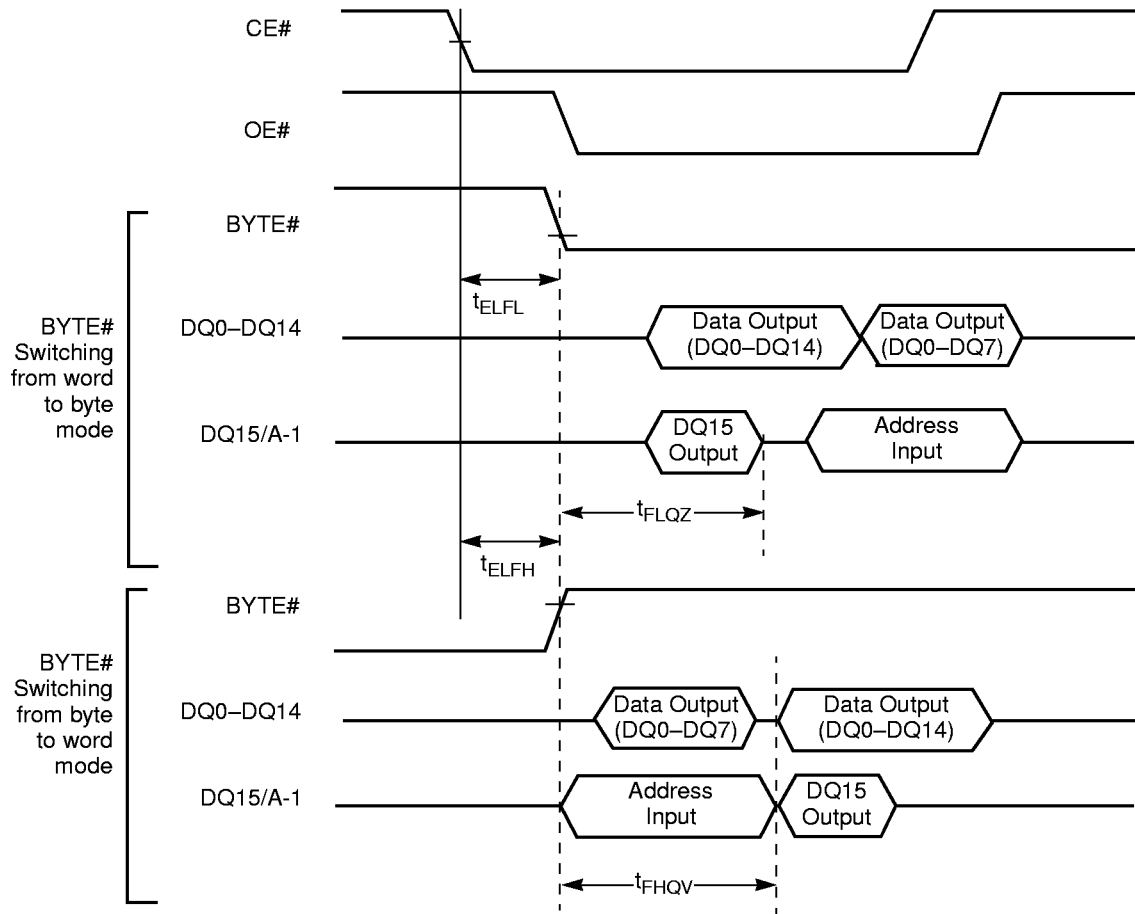 CE#
OE#
BYTE#
Switching
from word
to byte
mode
BYTE#
tELFL
DQ0–DQ14
Data Output
(DQ0–DQ14)
Data Output
(DQ0–DQ7)
DQ15/A-1
DQ15
Output
Address
Input
tFLQZ
tELFH
BYTE#
Switching
from byte
to word
mode
BYTE#
DQ0–DQ14
Data Output
(DQ0–DQ7)
Data Output
(DQ0–DQ14)
DQ15/A-1
Address
Input
DQ15
Output
tFHQV